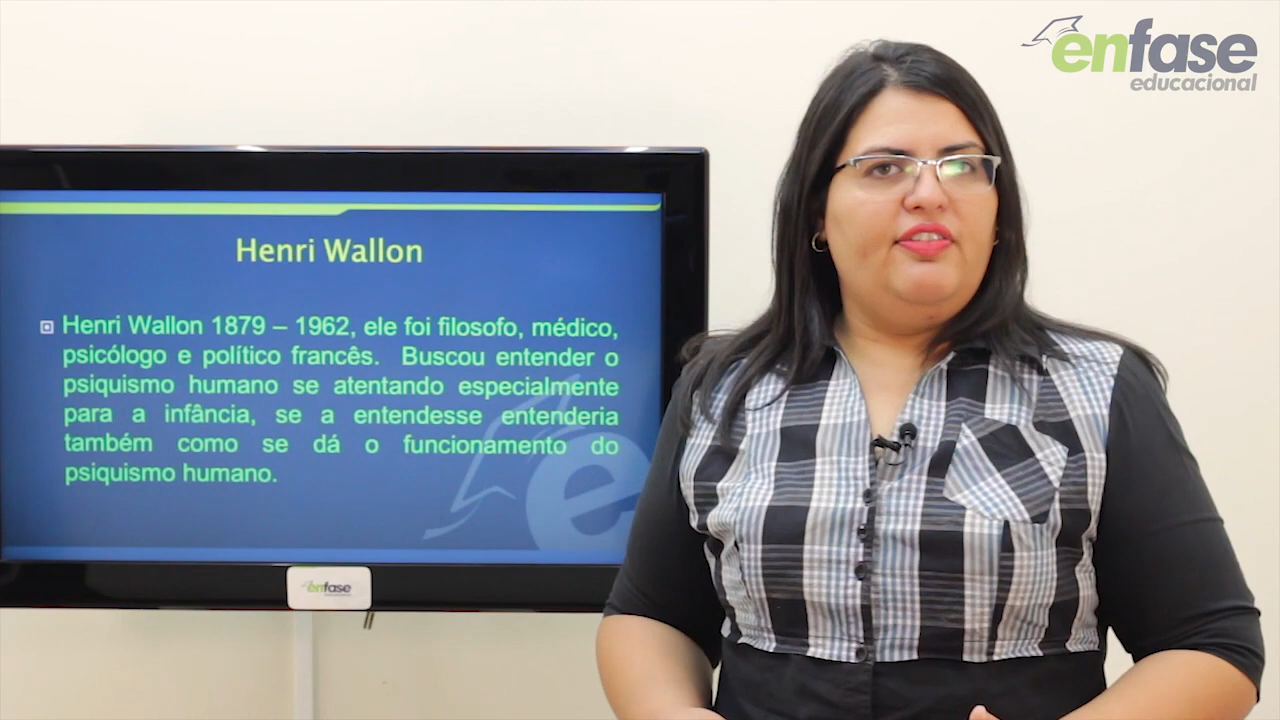 enfase
educacional
Henri Wallon
Henri Wallon 1879 – 1962, ele foi filosofo, médico,
psicólogo e político francês. Buscou entender o
psiquismo humano se atentando especialmente
para a infância, se a entendesse entenderia
também como se dá o funcionamento do
psiquismo humano.
enfase